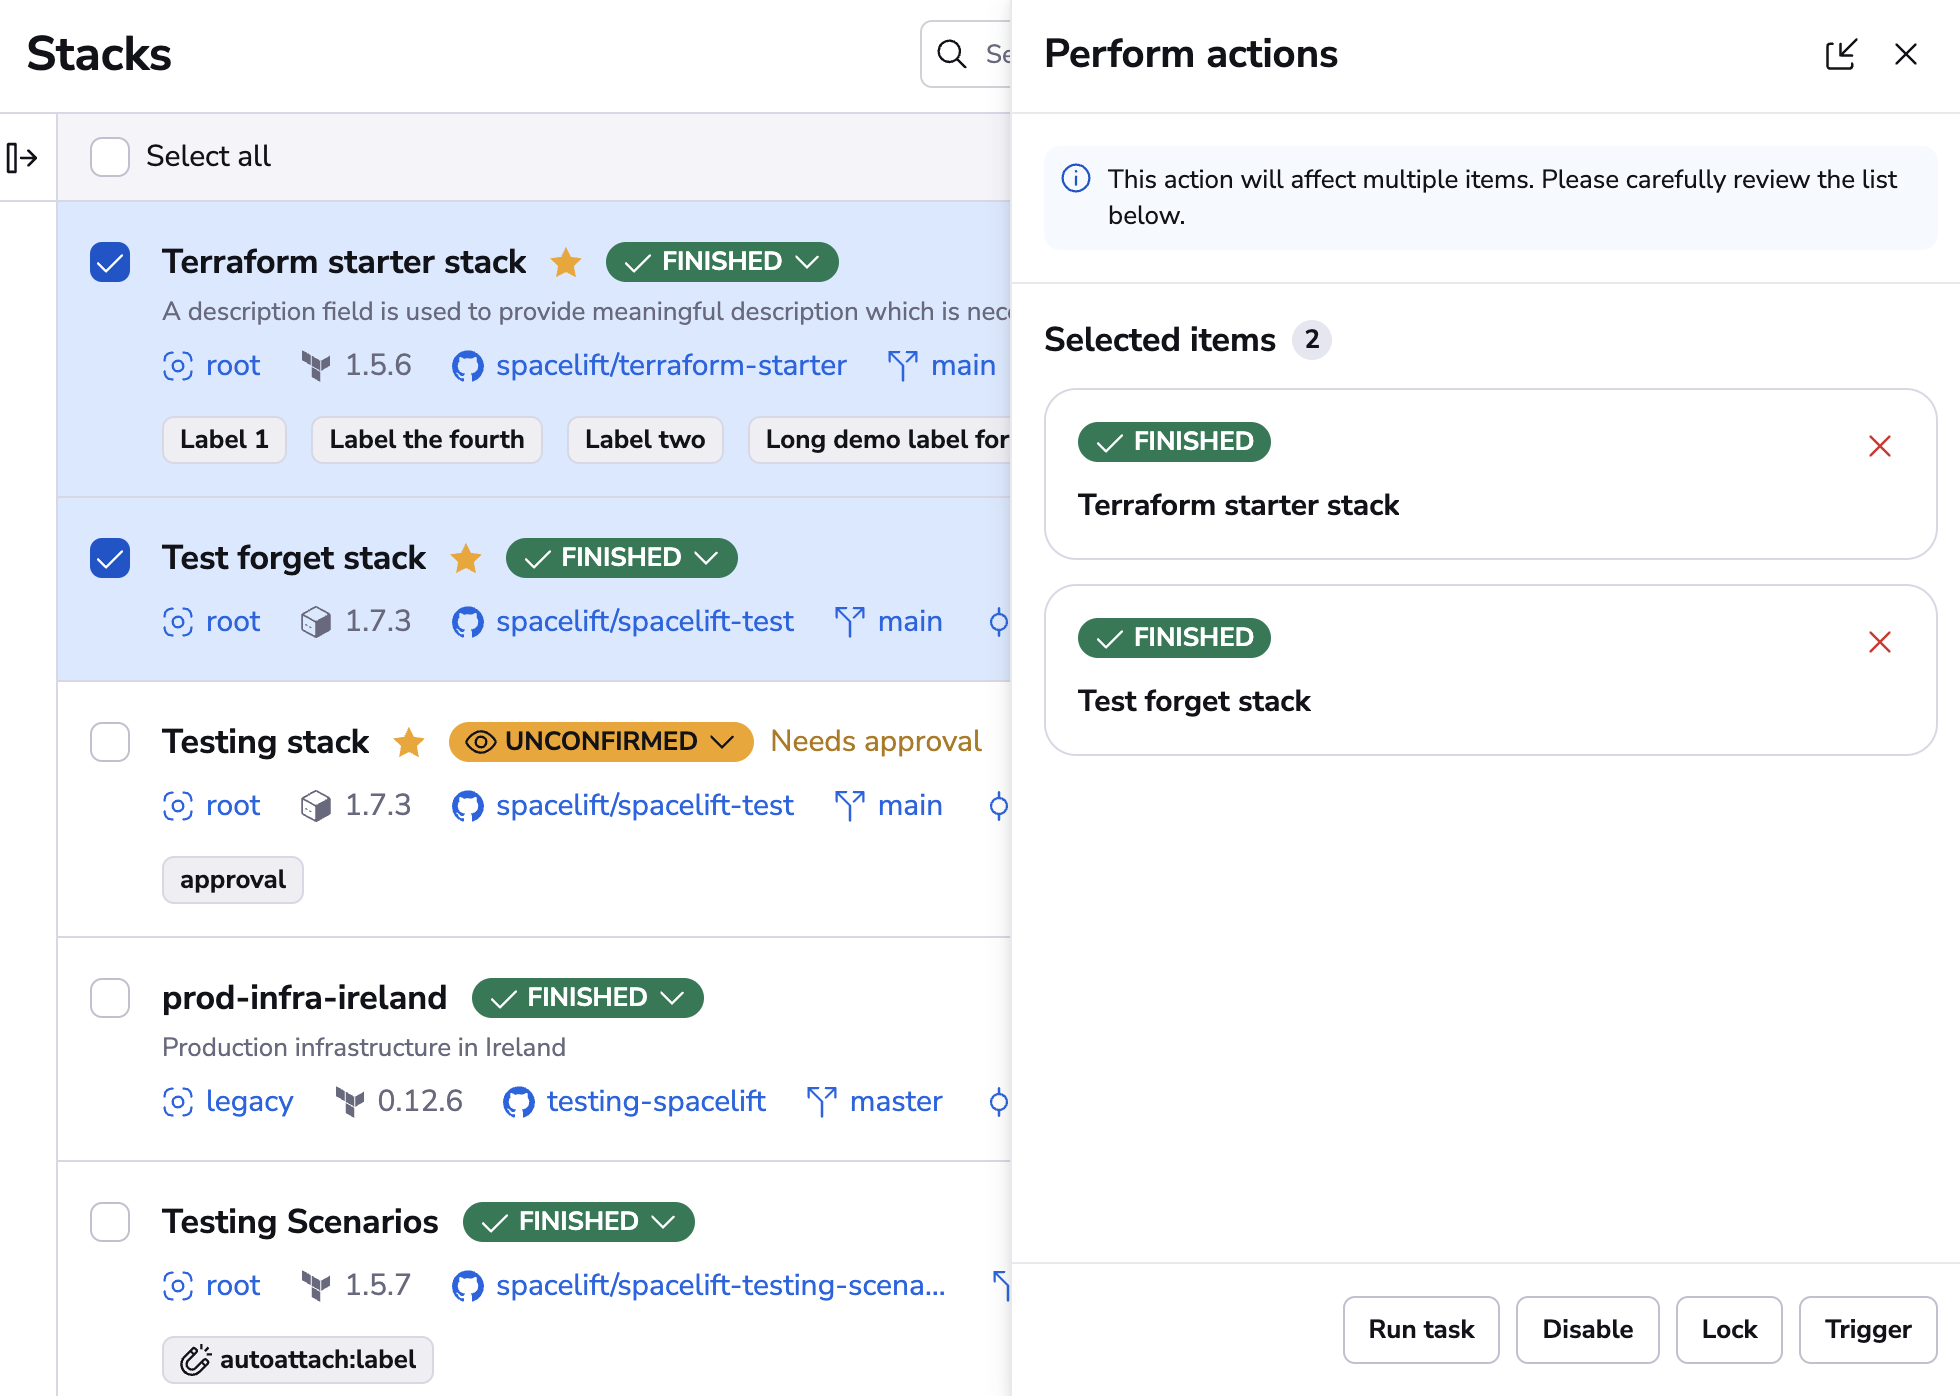 Stacks
Select all
Terraform starter stack FINISHED
A description field is used to provide meaningful description which is
root 1.5.6 spacelift/terraform-starter main
Label 1 Label the fourth Label two Long demo label for
Test forget stack FINISHED
root 1.7.3 spacelift/spacelift-test main
Testing stack UNCONFIRMED Needs approval
root 1.7.3 spacelift/spacelift-test main
approval
prod-infra-ireland FINISHED
Production infrastructure in Ireland
legacy 0.12.6 testing-spacelift master
Testing Scenarios FINISHED
root 1.5.7 spacelift/spacelift-testing-scena...
autoattach:label
Perform actions
This action will affect multiple items. Please carefully review the list
below.
Selected items 2
FINISHED
Terraform starter stack
FINISHED
Test forget stack
Run task Disable Lock Trigger